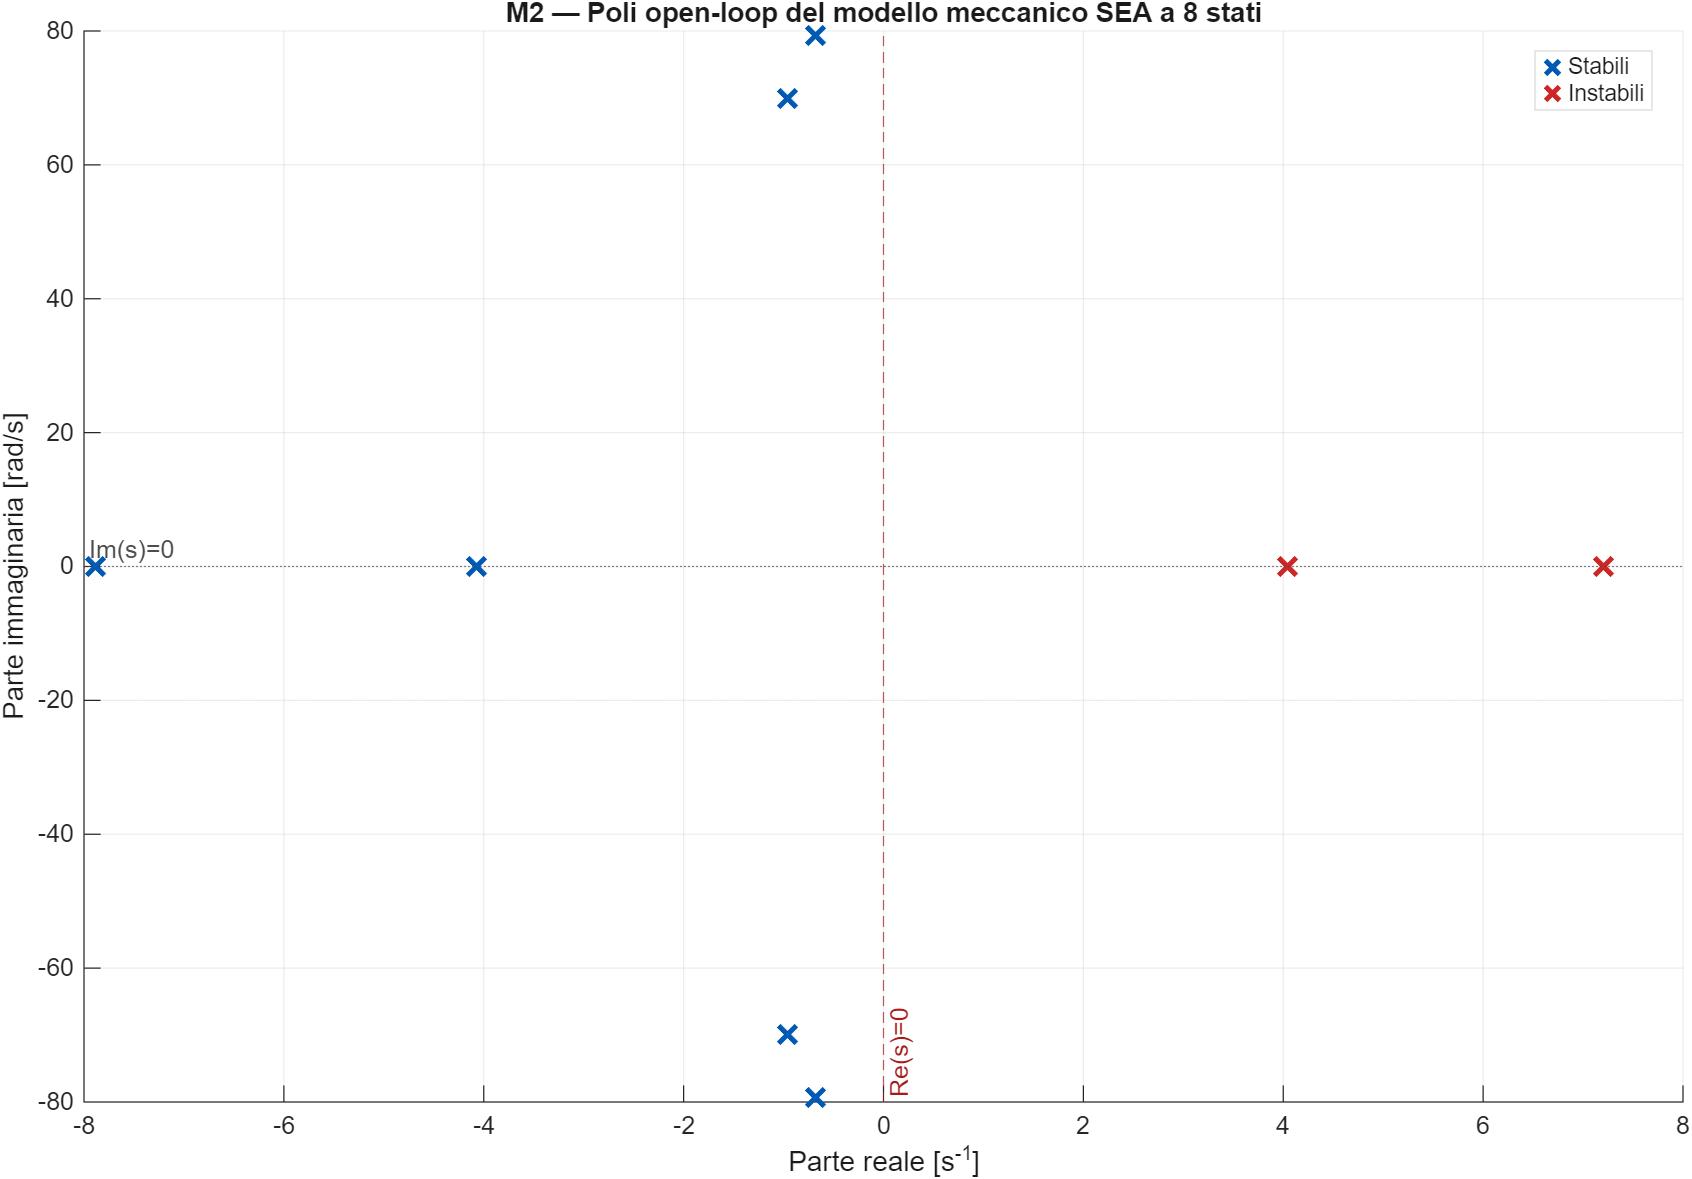 M2 — Poli open-loop del modello meccanico SEA a 8 stati
Stabili
Instabili
80
60
40
20
0
-20
-40
-60
-80
Parte immaginaria [rad/s]
Im(s)=0
Re(s)=0
-8
-6
-4
-2
0
2
4
6
8
Parte reale [s⁻¹]